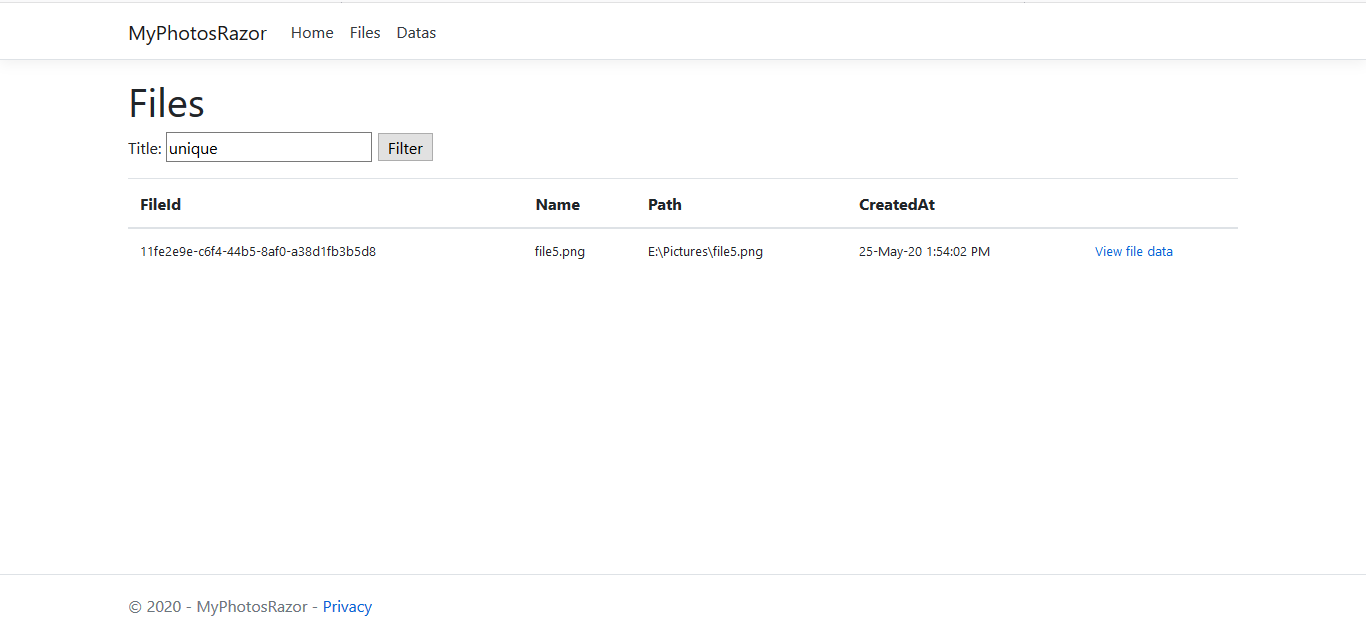 MyPhotosRazor Home Files Datas
Files
Title: unique Filter
FileId Name Path CreatedAt
11fe2e9e-c6f4-44b5-8af0-a38d1fb3b5d8 file5.png E:\Pictures\file5.png 25-May-20 1:54:02 PM View file data
© 2020 - MyPhotosRazor - Privacy